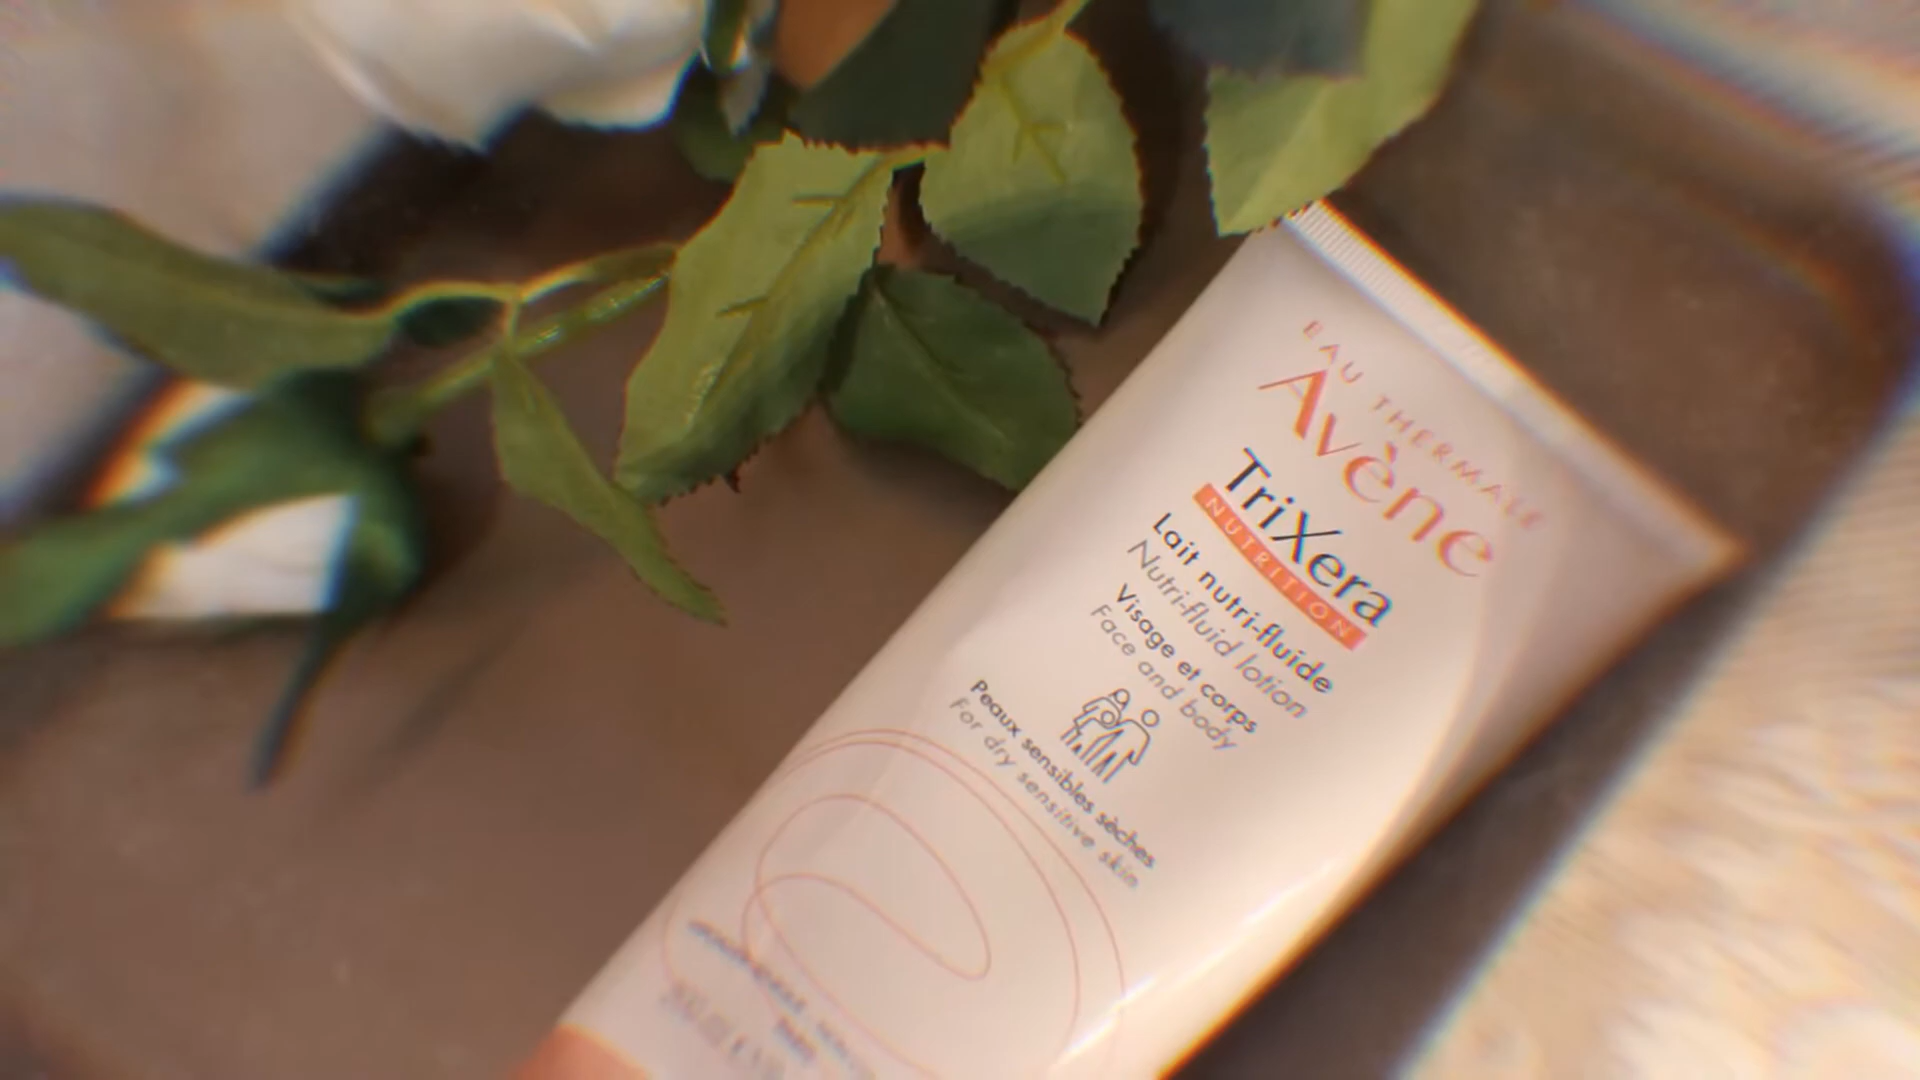 EAU THERMALE
Avène
TriXera
NUTRITION
Lait nutri-fluide
Nutri-fluid lotion
Visage et corps
Face and body
Peaux sensibles sèches
For dry sensitive skin